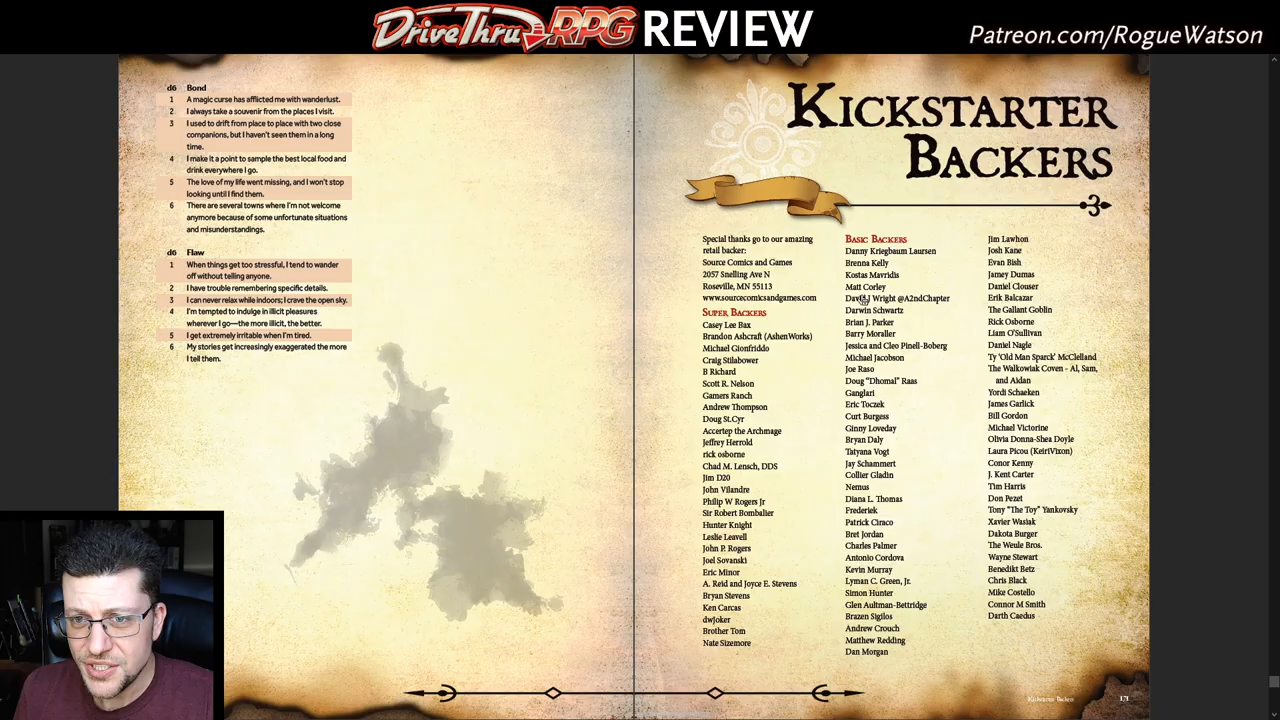 DriveThruRPG REVIEW
Patreon.com/RogueWatson
d6 Bond
1 A magic curse has afflicted me with wanderlust.
2 I always take a souvenir from the places I visit.
3 I used to drift from place to place with two close
companions, but I haven't seen them in a long
time.
4 I make it a point to sample the best local food and
drink everywhere I go.
5 The love of my life went missing, and I won't stop
looking until I find them.
6 There are several towns where I'm not welcome
anymore because of some unfortunate situations
and misunderstandings.
d6 Flaw
1 When things get too stressful, I tend to wander
off without telling anyone.
2 I have trouble remembering specific details.
3 I can never relax while indoors; I crave the open sky.
4 I'm tempted to indulge in illicit pleasures
wherever I go—the more illicit, the better.
5 I get extremely irritable when I'm tired.
6 My stories get increasingly exaggerated the more
I tell them.
Kickstarter
Backers
Special thanks go to our amazing
retail backer:
Source Comics and Games
2057 Snelling Ave N
Roseville, MN 55113
www.sourcecomicsandgames.com
Super Backers
Casey Lee Bax
Brandon Ashcraft (AshenWorks)
Michael Gionfriddo
Craig Stilabower
B Richard
Scott R. Nelson
Gamers Ranch
Andrew Thompson
Doug St.Cyr
Accertep the Archmage
Jeffrey Herrold
rick osborne
Chad M. Lensch, DDS
Jim D20
John Vilandre
Philip W Rogers Jr
Sir Robert Bombalier
Hunter Knight
Leslie Leavell
John P. Rogers
Joel Sovanski
Eric Minor
A. Reid and Joyce E. Stevens
Bryan Stevens
Ken Carcas
dwJoker
Brother Tom
Nate Sizemore
Basic Backers
Danny Kriegbaum Laursen
Brenna Kelly
Kostas Mavridis
Matt Corley
J Wright @A2ndChapter
Darwin Schwartz
Brian J. Parker
Barry Moraller
Jessica and Cleo Pinell-Boberg
Michael Jacobson
Joe Raso
Doug "Dhomal" Raas
Ganglari
Eric Toczek
Curt Burgess
Ginny Loveday
Bryan Daly
Tatyana Vogt
Jay Schammert
Collier Gladin
Nemus
Diana L. Thomas
Frederiek
Patrick Ciraco
Bret Jordan
Charles Palmer
Antonio Cordova
Kevin Murray
Lyman C. Green, Jr.
Simon Hunter
Glen Aultman-Bettridge
Brazen Sigilos
Andrew Crouch
Matthew Redding
Dan Morgan
Jim Lawhon
Josh Kane
Evan Bish
Jamey Dumas
Daniel Clouser
Erik Balcazar
The Gallant Goblin
Rick Osborne
Liam O'Sullivan
Daniel Nagle
Ty 'Old Man Sparck' McClelland
The Walkowiak Coven - Al, Sam,
and Aidan
Yordi Schaeken
James Garlick
Bill Gordon
Michael Victorine
Olivia Donna-Shea Doyle
Laura Picou (KeiriVixon)
Conor Kenny
J. Kent Carter
Tim Harris
Don Pezet
Tony "The Toy" Yankovsky
Xavier Wasiak
Dakota Burger
The Weule Bros.
Wayne Stewart
Benedikt Betz
Chris Black
Mike Costello
Connor M Smith
Darth Caedus
Kickstarter Backers 171